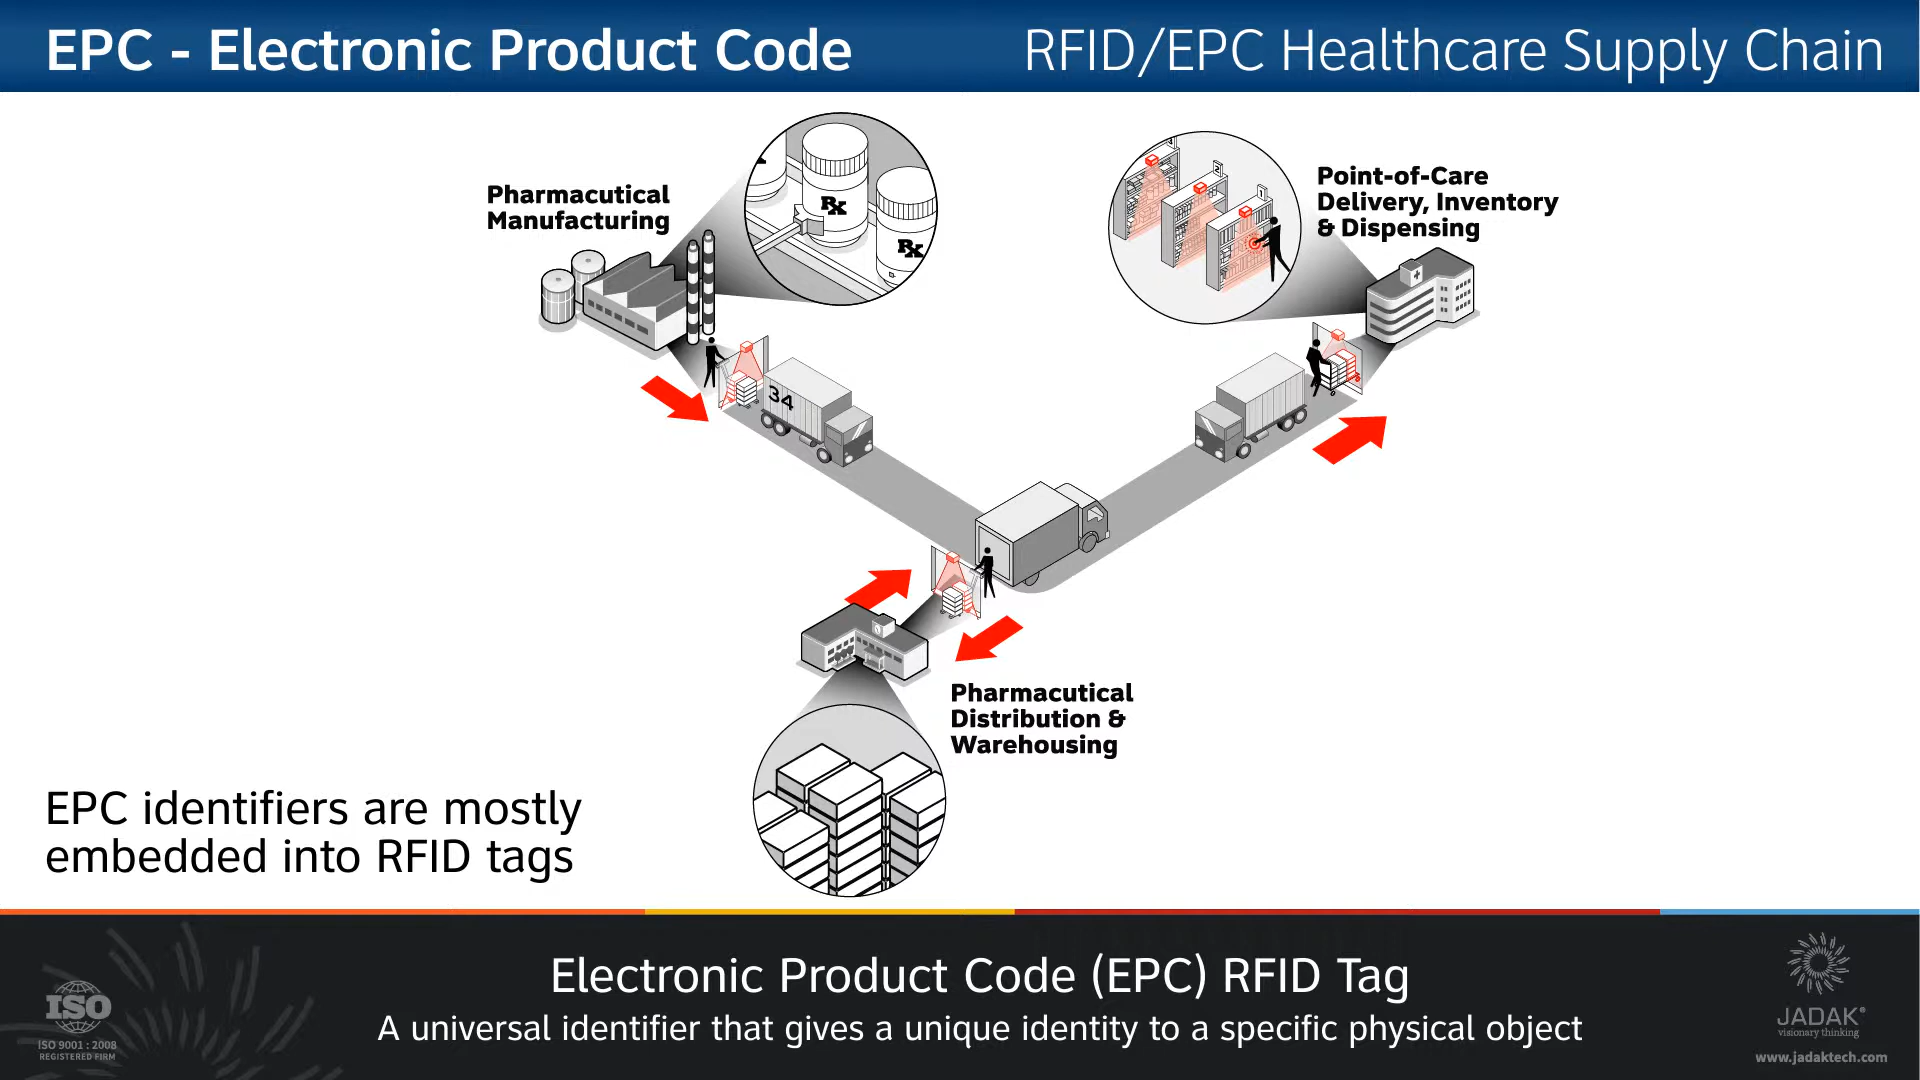 EPC - Electronic Product Code
RFID/EPC Healthcare Supply Chain
Pharmacutical
Manufacturing
Rx
Rx
Point-of-Care
Delivery, Inventory
& Dispensing
2
1
34
Pharmacutical
Distribution &
Warehousing
EPC identifiers are mostly
embedded into RFID tags
Electronic Product Code (EPC) RFID Tag
A universal identifier that gives a unique identity to a specific physical object
ISO
ISO 9001 : 2008
REGISTERED FIRM
JADAK®
visionary thinking
www.jadaktech.com